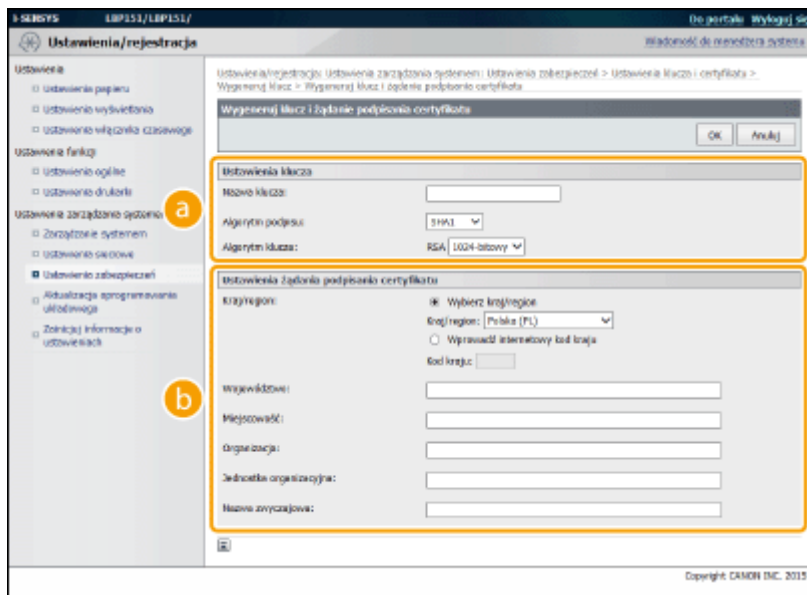 i-SENSYS LBP151/LBP151/ Do portalu Wyloguj się
Ustawienia/rejestracja Wiadomość do menedżera systemu
Ustawienia
Ustawienia papieru
Ustawienia wyświetlania
Ustawienia włącznika czasowego
Ustawienia funkcji
Ustawienia ogólne
Ustawienia drukarki
Ustawienia zarządzania systemem
Zarządzanie systemem
Ustawienia sieciowe
Ustawienia zabezpieczeń
Aktualizacja oprogramowania
układowego
Zainicjuj informacje o
ustawieniach
Ustawienia/rejestracja: Ustawienia zarządzania systemem: Ustawienia zabezpieczeń > Ustawienia klucza i certyfikatu >
Wygeneruj klucz > Wygeneruj klucz i żądanie podpisania certyfikatu
Wygeneruj klucz i żądanie podpisania certyfikatu
OK Anuluj
a
Ustawienia klucza
Nazwa klucza:
Algorytm podpisu: SHA1
Algorytm klucza: RSA 1024-bitowy
b
Ustawienia żądania podpisania certyfikatu
Kraj/region: Wybierz kraj/region
Kraj/region: Polska (PL)
Wprowadź internetowy kod kraju
Kod kraju:
Województwo:
Miejscowość:
Organizacja:
Jednostka organizacyjna:
Nazwa zwyczajowa:
Copyright CANON INC. 2015